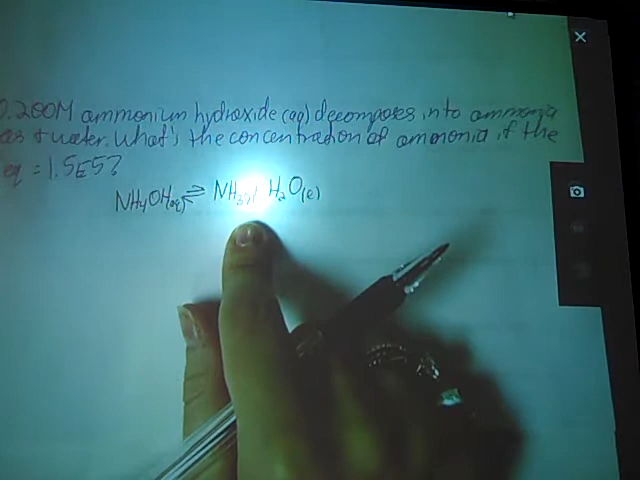 0.200M ammonium hydroxide (aq) decomposes into ammonia
as & water. What's the concentration of ammonia if the
eq = 1.5E5?
NH4OH(aq) ⇌ NH3(g) H2O(l)